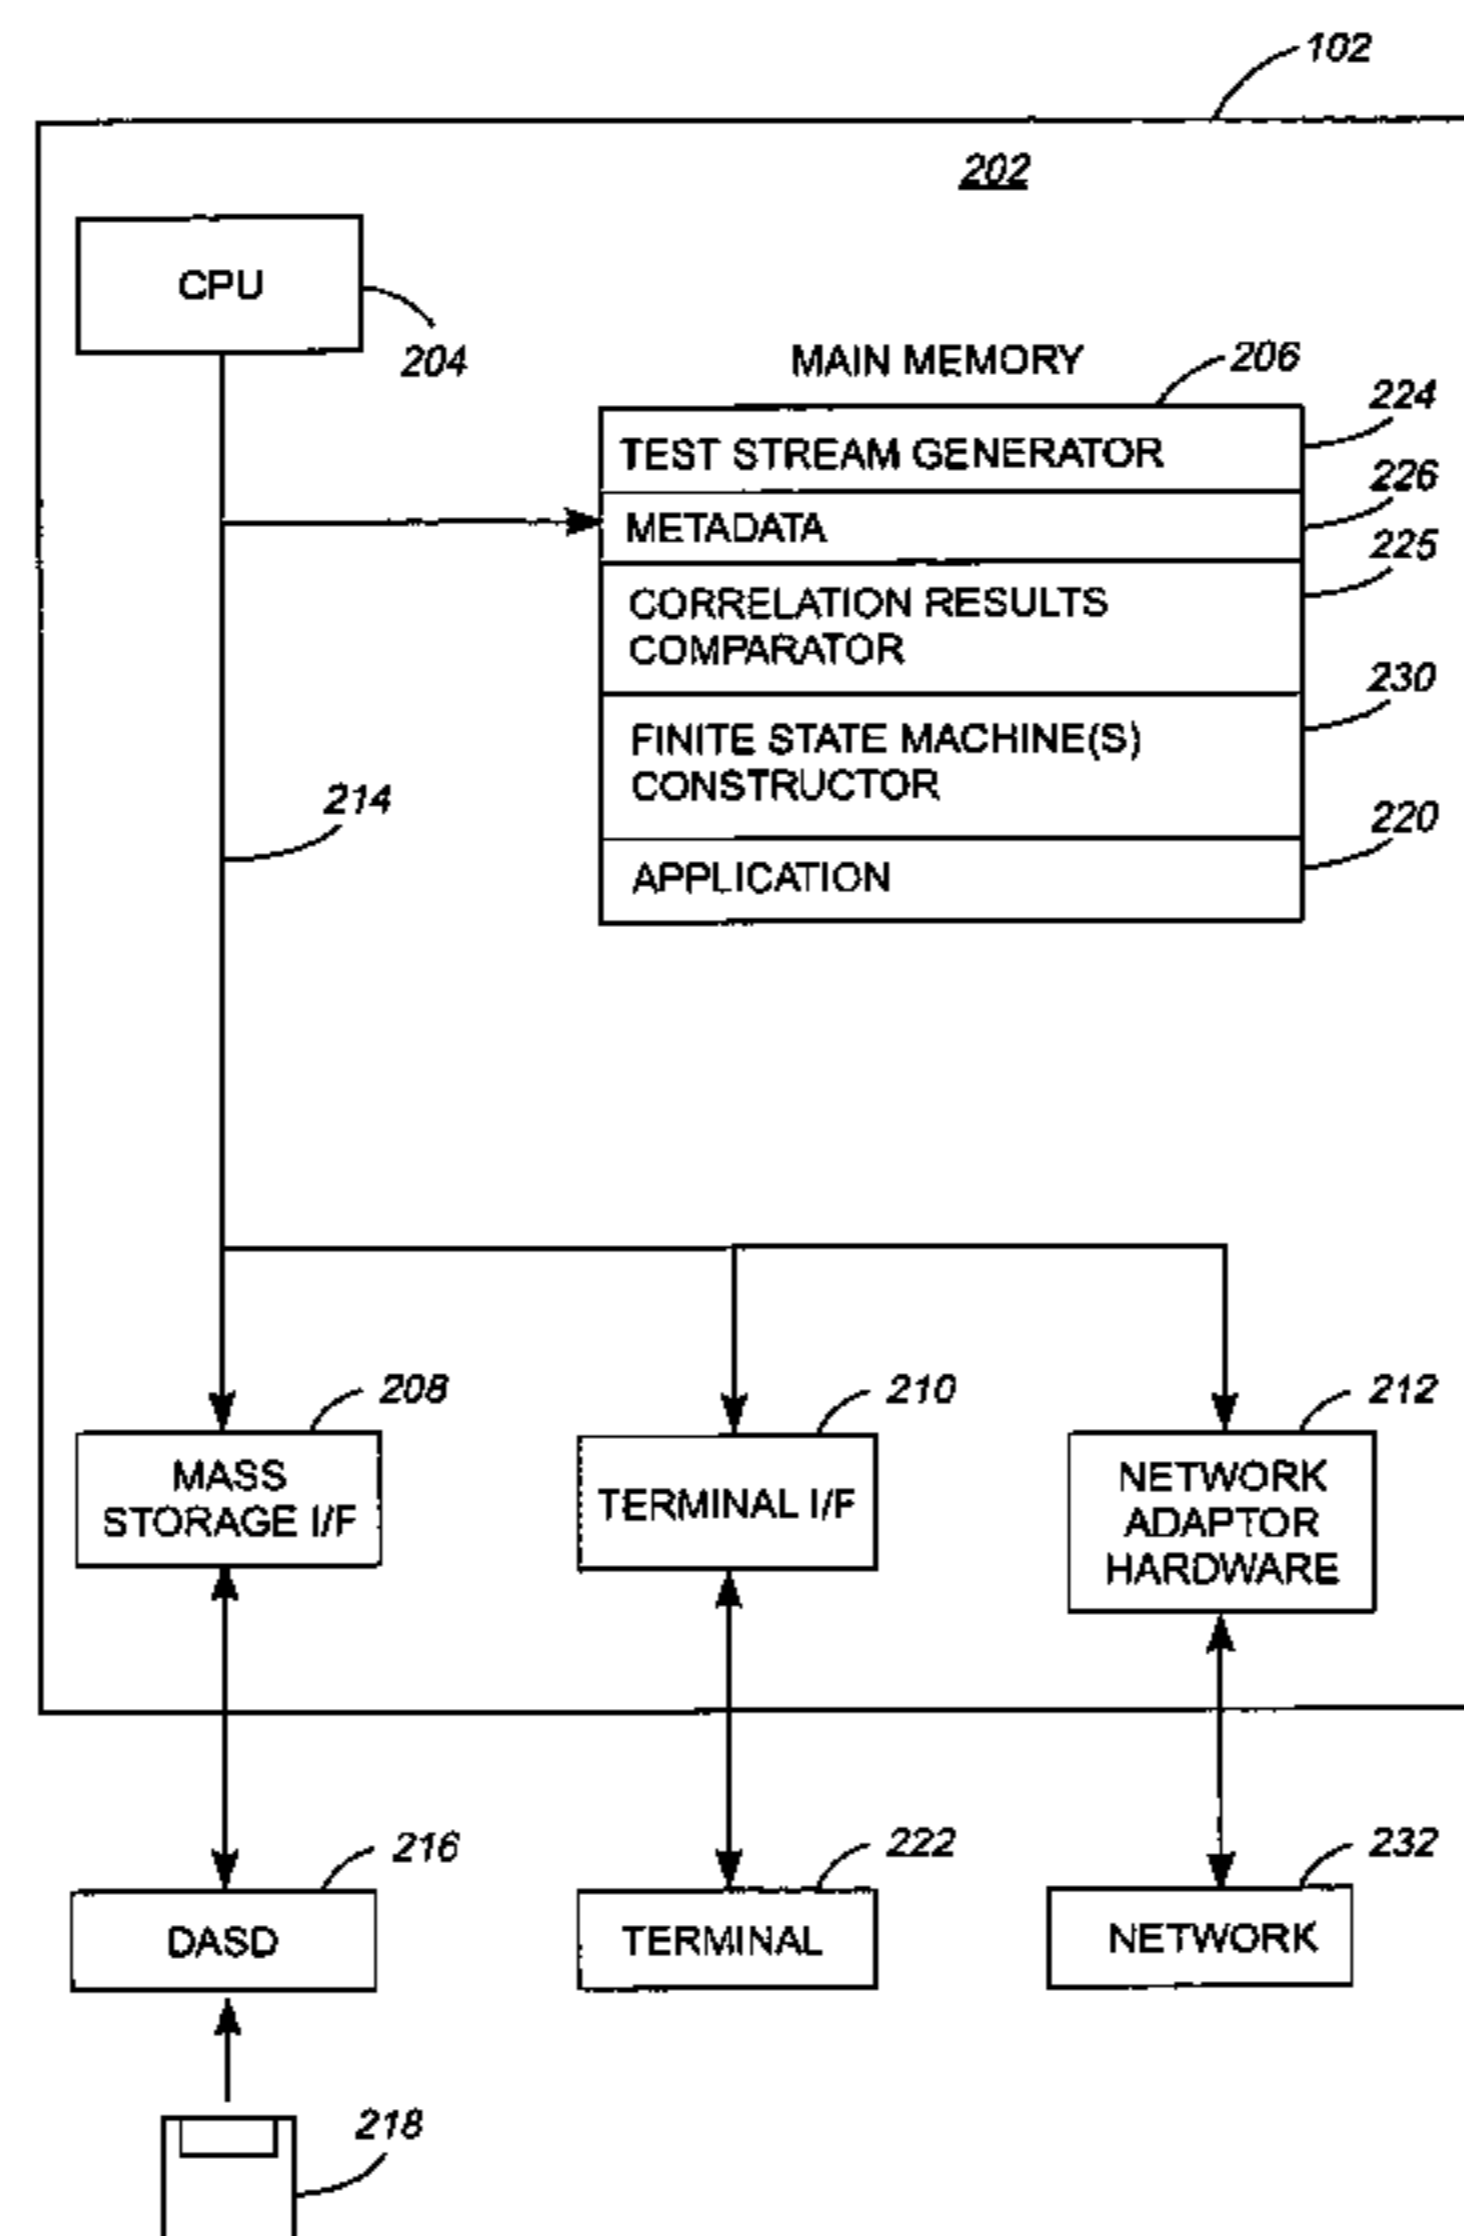 102
202
CPU
204
MAIN MEMORY
206
TEST STREAM GENERATOR
224
METADATA
226
CORRELATION RESULTS
COMPARATOR
225
FINITE STATE MACHINE(S)
CONSTRUCTOR
230
APPLICATION
220
214
208
MASS
STORAGE I/F
210
TERMINAL I/F
212
NETWORK
ADAPTOR
HARDWARE
216
DASD
222
TERMINAL
232
NETWORK
218